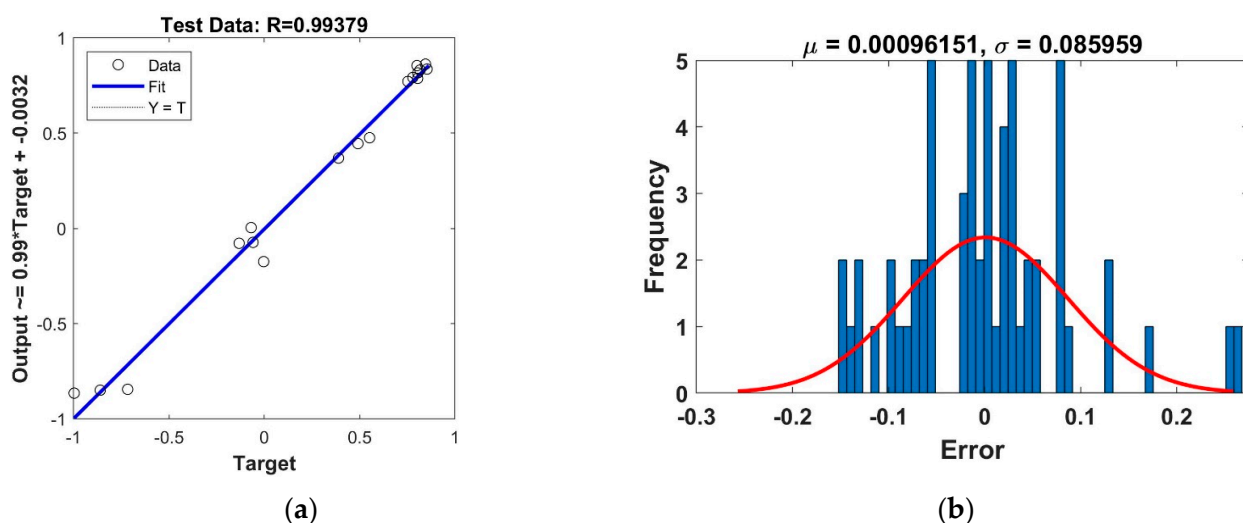 Test Data: R=0.99379
Output ~= 0.99*Target + -0.0032
1
0.5
0
-0.5
-1
Data
Fit
Y = T
-1
-0.5
0
0.5
1
Target
(a)
μ = 0.00096151, σ = 0.085959
Frequency
5
4
3
2
1
0
-0.3
-0.2
-0.1
0
0.1
0.2
Error
(b)